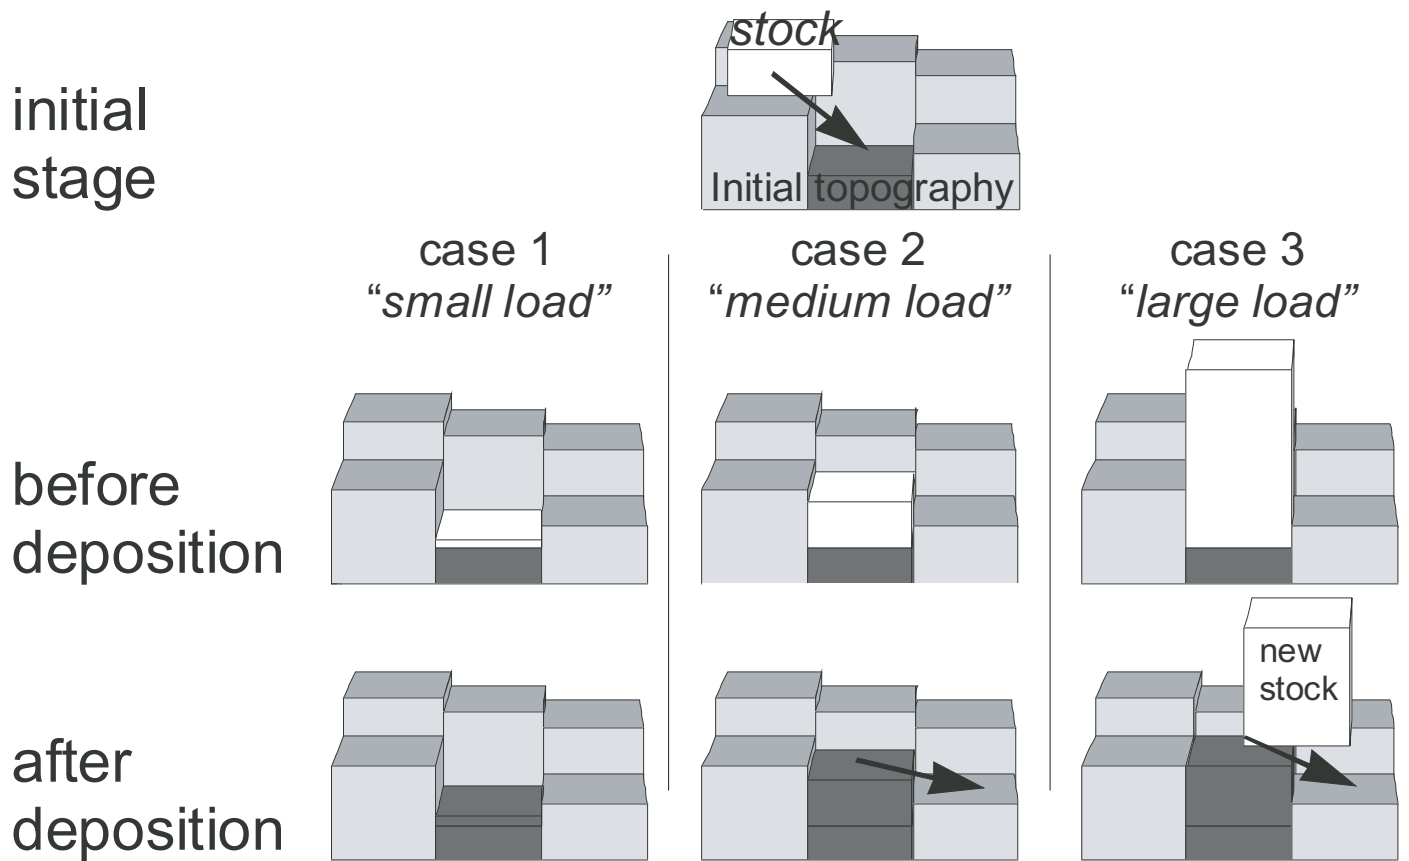 stock
initial
stage
Initial topography
case 1
“small load”
case 2
“medium load”
case 3
“large load”
before
deposition
new
stock
after
deposition